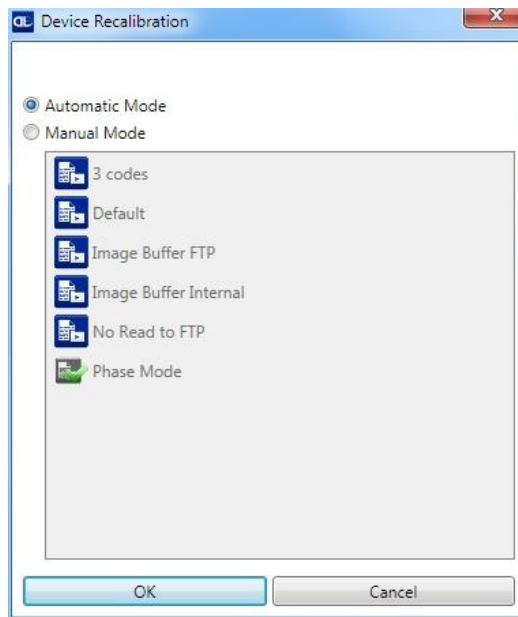 DL Device Recalibration
Automatic Mode
Manual Mode
3 codes
Default
Image Buffer FTP
Image Buffer Internal
No Read to FTP
Phase Mode
OK
Cancel